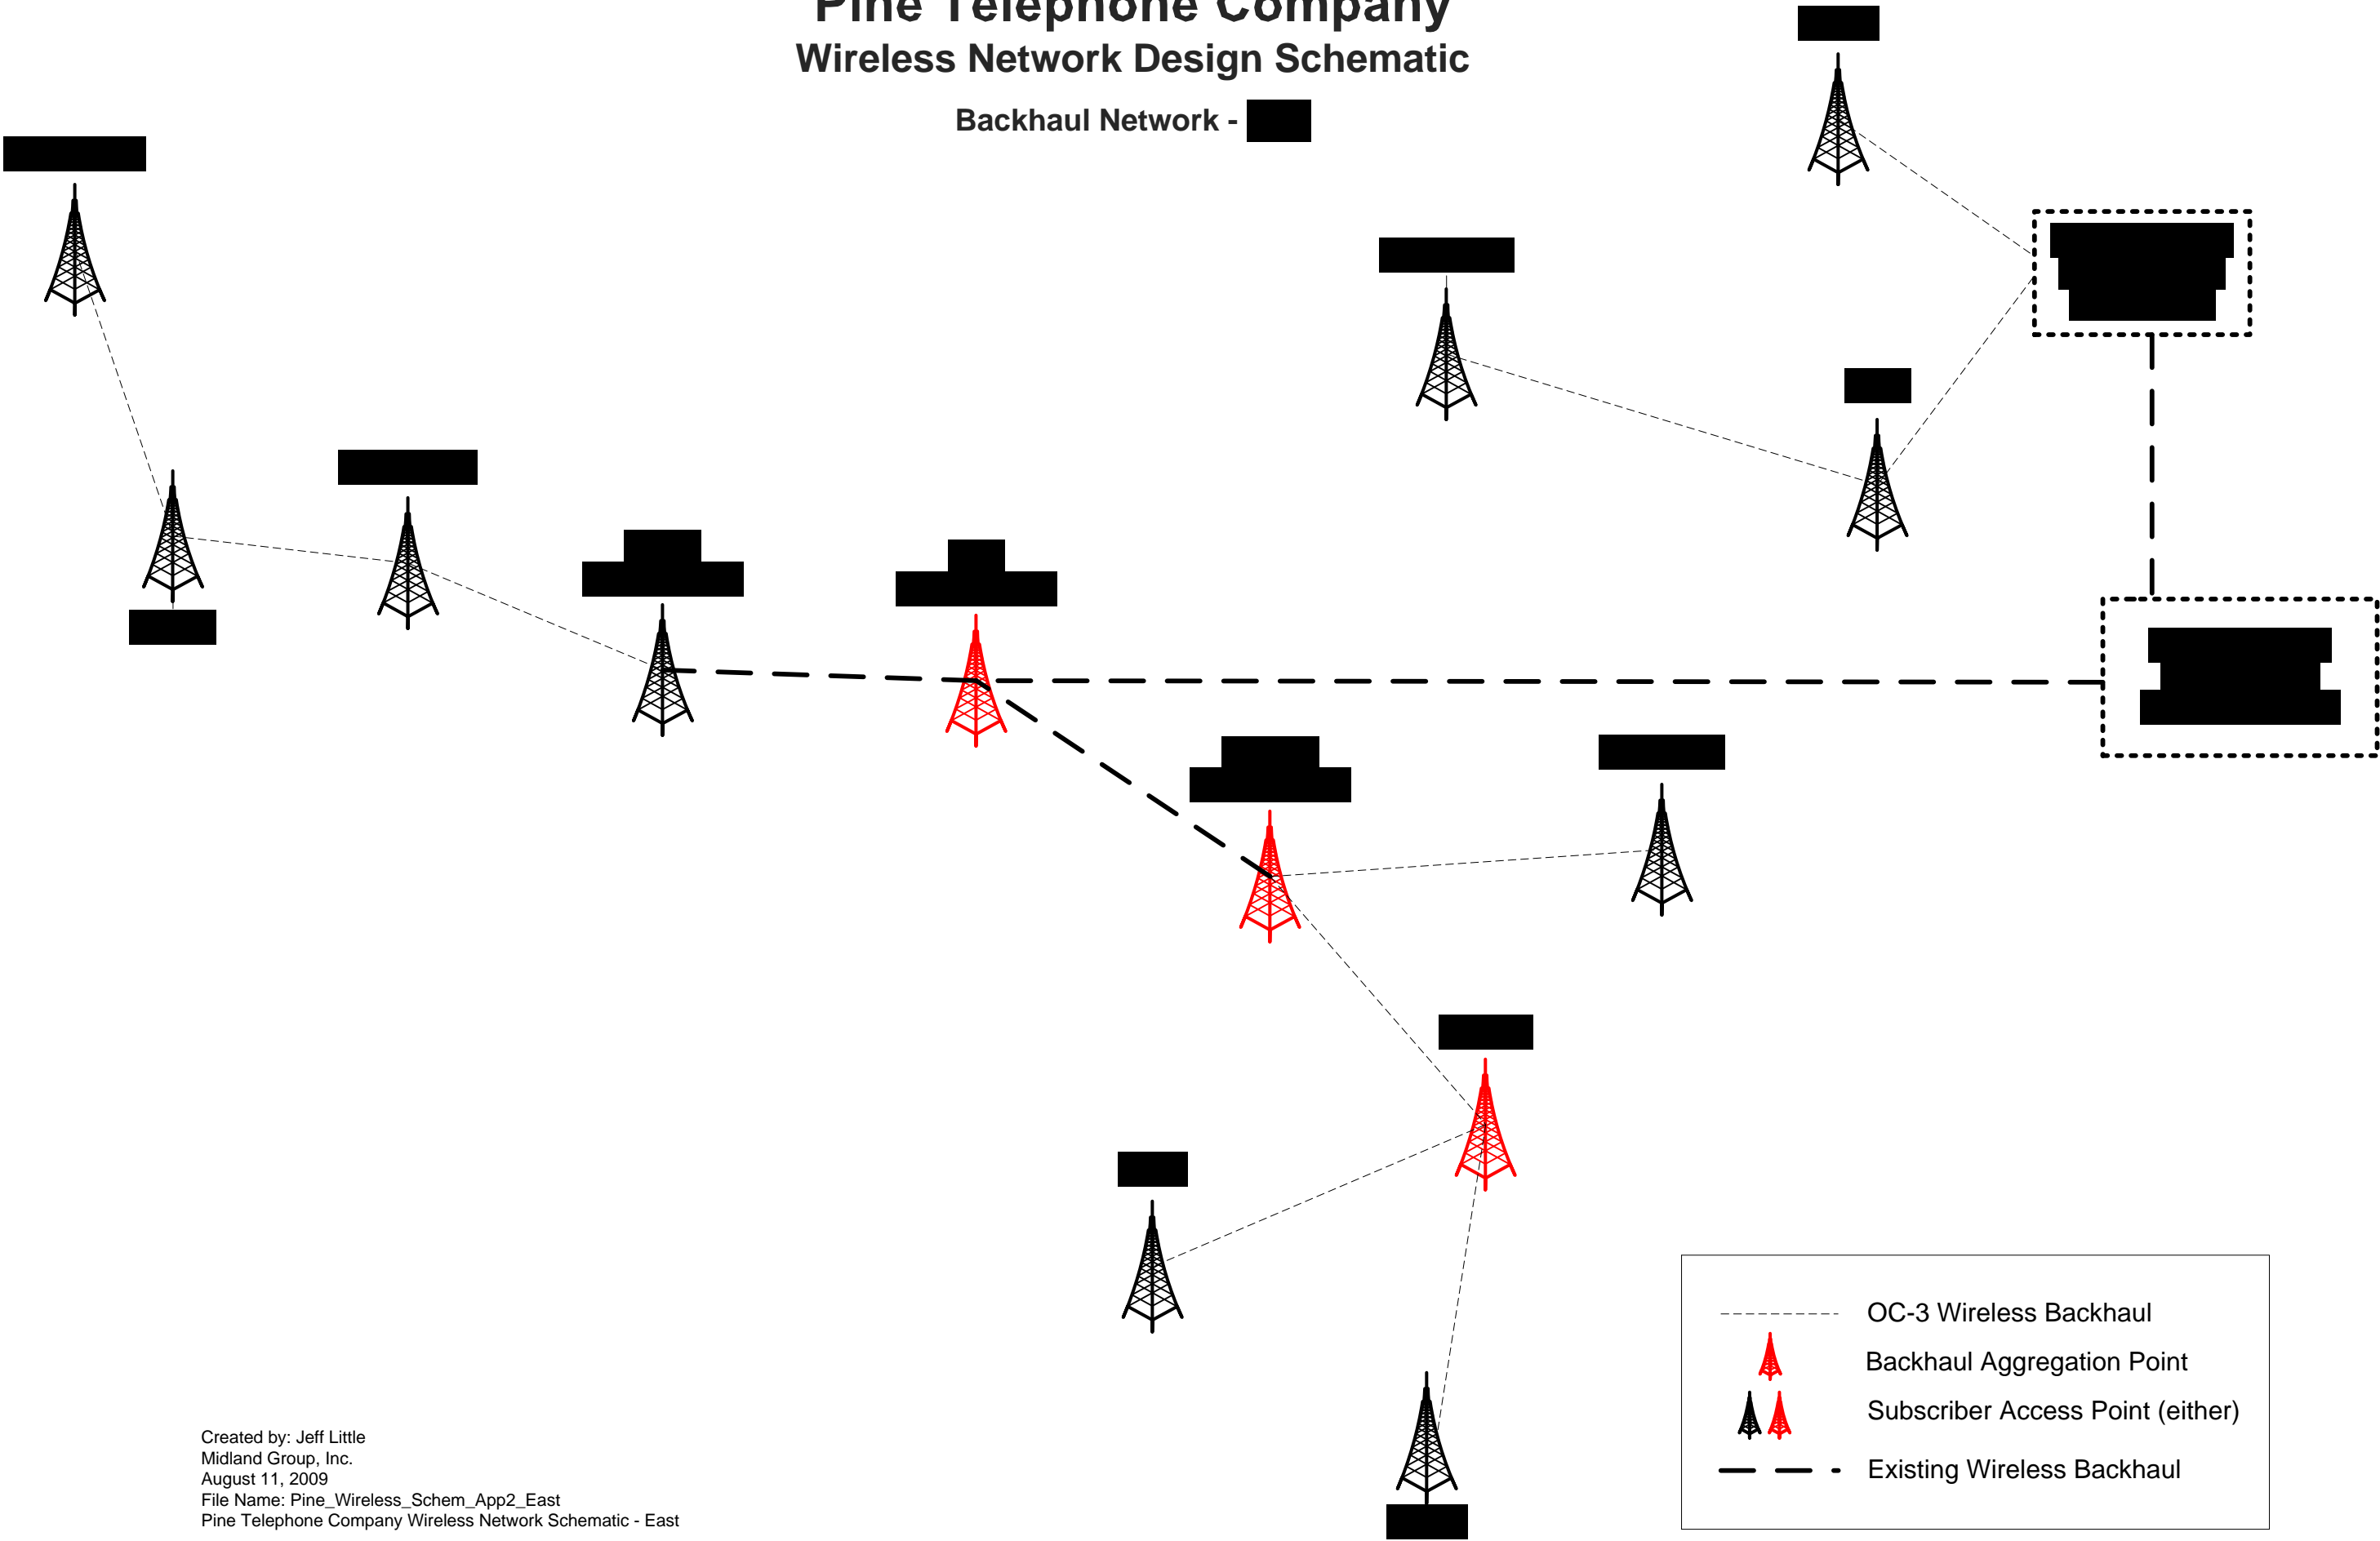 Pine Telephone Company
Wireless Network Design Schematic
Backhaul Network -
OC-3 Wireless Backhaul
Backhaul Aggregation Point
Subscriber Access Point (either)
Existing Wireless Backhaul
Created by: Jeff Little
Midland Group, Inc.
August 11, 2009
File Name: Pine_Wireless_Schem_App2_East
Pine Telephone Company Wireless Network Schematic - East